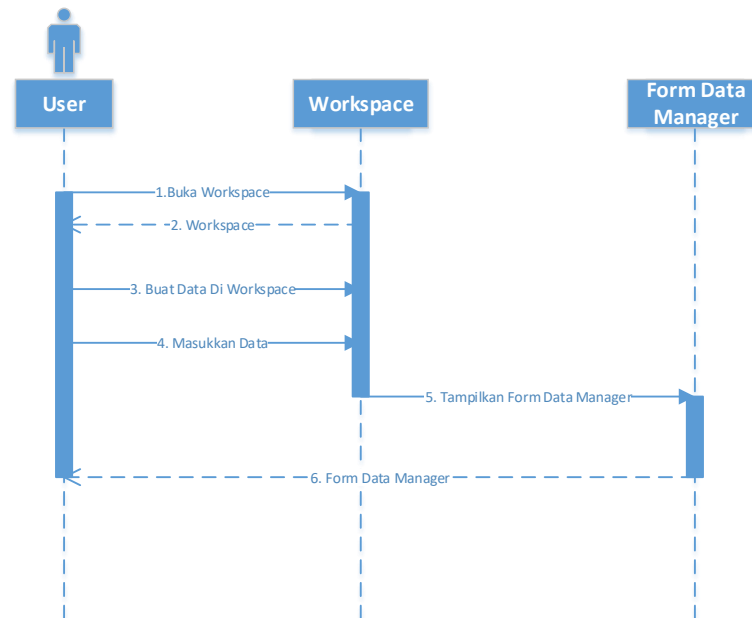 User
Workspace
Form Data
Manager
1.Buka Workspace
2. Workspace
3. Buat Data Di Workspace
4. Masukkan Data
5. Tampilkan Form Data Manager
6. Form Data Manager